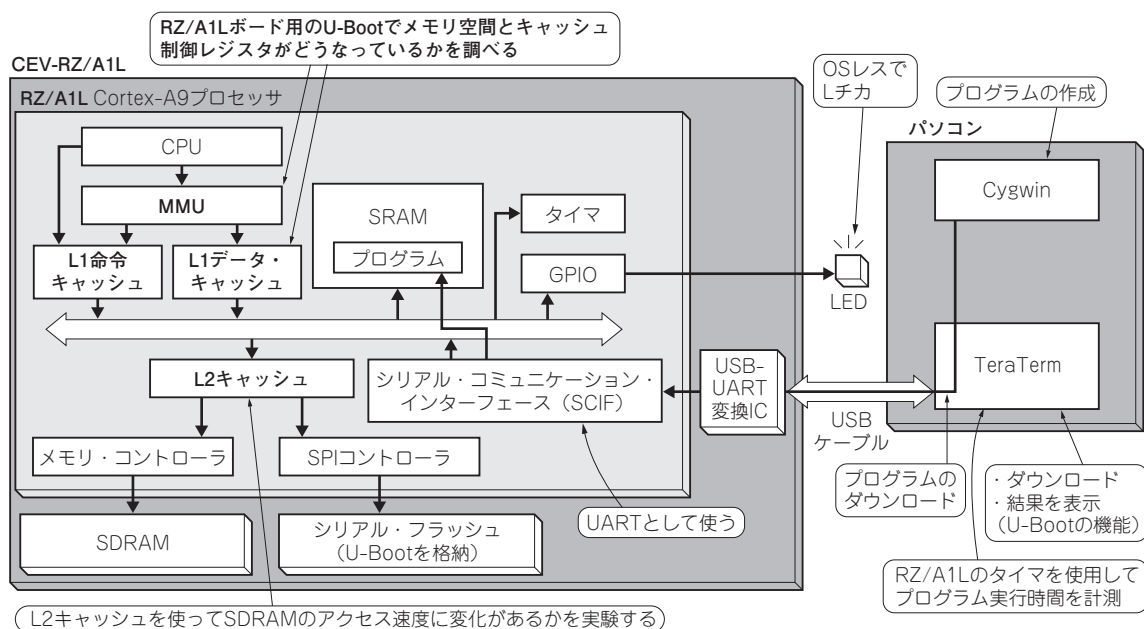 RZ/A1Lボード用のU-Bootでメモリ空間とキャッシュ
制御レジスタがどうなっているかを調べる
CEV-RZ/A1L
RZ/A1L Cortex-A9プロセッサ
CPU
MMU
L1命令
キャッシュ
L1データ・
キャッシュ
SRAM
プログラム
タイマ
GPIO
OSレスで
Lチカ
LED
プログラムの作成
パソコン
Cygwin
TeraTerm
L2キャッシュ
シリアル・コミュニケーション・
インターフェース（SCIF）
USB-
UART
変換IC
USB
ケーブル
メモリ・コントローラ
SPIコントローラ
プログラムの
ダウンロード
・ダウンロード
・結果を表示
（U-Bootの機能）
UARTとして使う
SDRAM
シリアル・フラッシュ
（U-Bootを格納）
RZ/A1Lのタイマを使用して
プログラム実行時間を計測
L2キャッシュを使ってSDRAMのアクセス速度に変化があるかを実験する